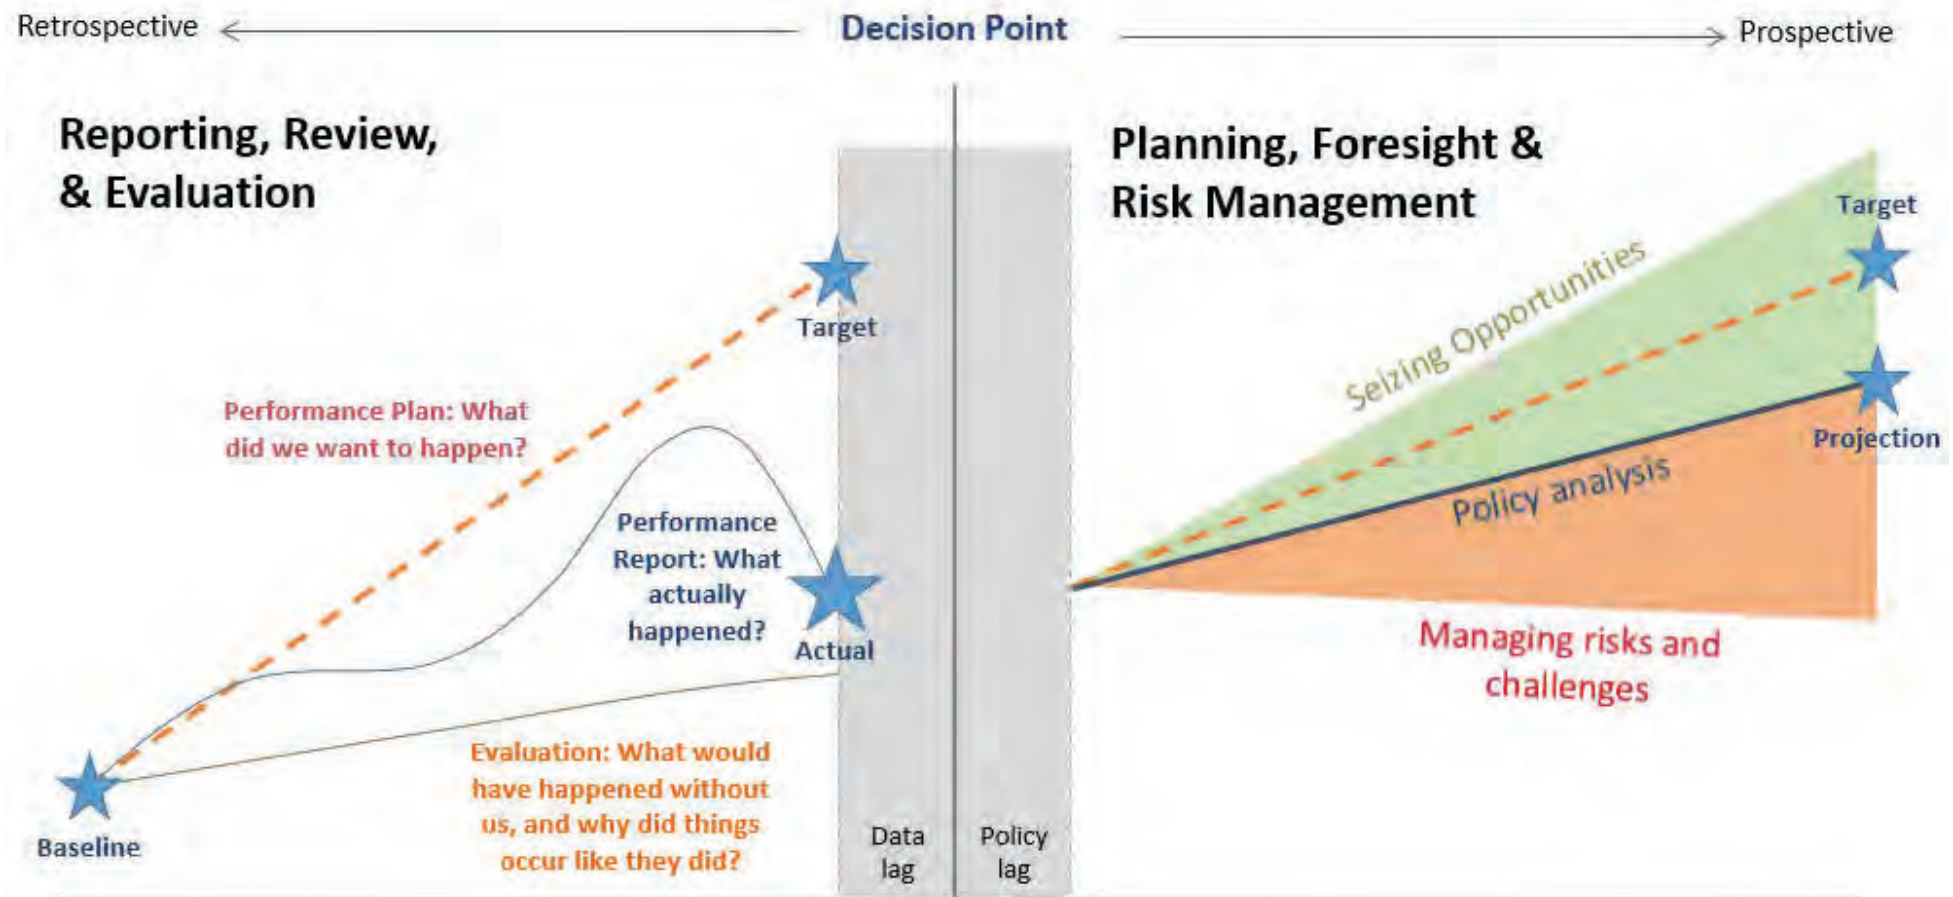 Retrospective
Decision Point
Prospective
Reporting, Review,
& Evaluation
Planning, Foresight &
Risk Management
Target
Performance Plan: What
did we want to happen?
Performance
Report: What
actually
happened?
Actual
Evaluation: What would
have happened without
us, and why did things
occur like they did?
Baseline
Data
lag
Policy
lag
Target
Seizing Opportunities
Projection
Policy analysis
Managing risks and
challenges